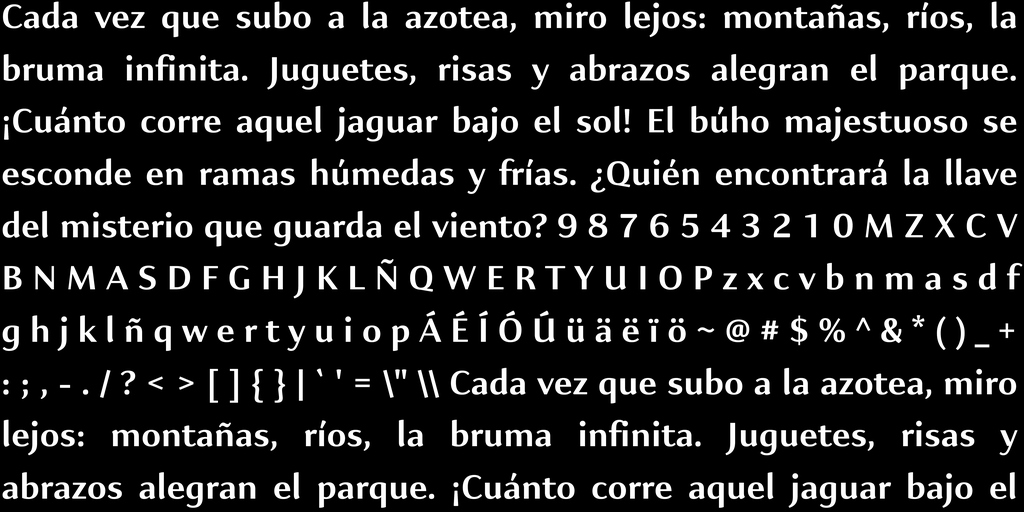 Cada vez que subo a la azotea, miro lejos: montañas, ríos, la
bruma infinita. Juguetes, risas y abrazos alegran el parque.
¡Cuánto corre aquel jaguar bajo el sol! El búho majestuoso se
esconde en ramas húmedas y frías. ¿Quién encontrará la llave
del misterio que guarda el viento? 9 8 7 6 5 4 3 2 1 0 M Z X C V
B N M A S D F G H J K L Ñ Q W E R T Y U I O P z x c v b n m a s d f
g h j k l ñ q w e r t y u i o p Á É Í Ó Ú ü ä ë ï ö ~ @ # $ % ^ & * ( ) _ +
: ; , - . / ? < > [ ] { } | ` ' = \" \\ Cada vez que subo a la azotea, miro
lejos: montañas, ríos, la bruma infinita. Juguetes, risas y
abrazos alegran el parque. ¡Cuánto corre aquel jaguar bajo el